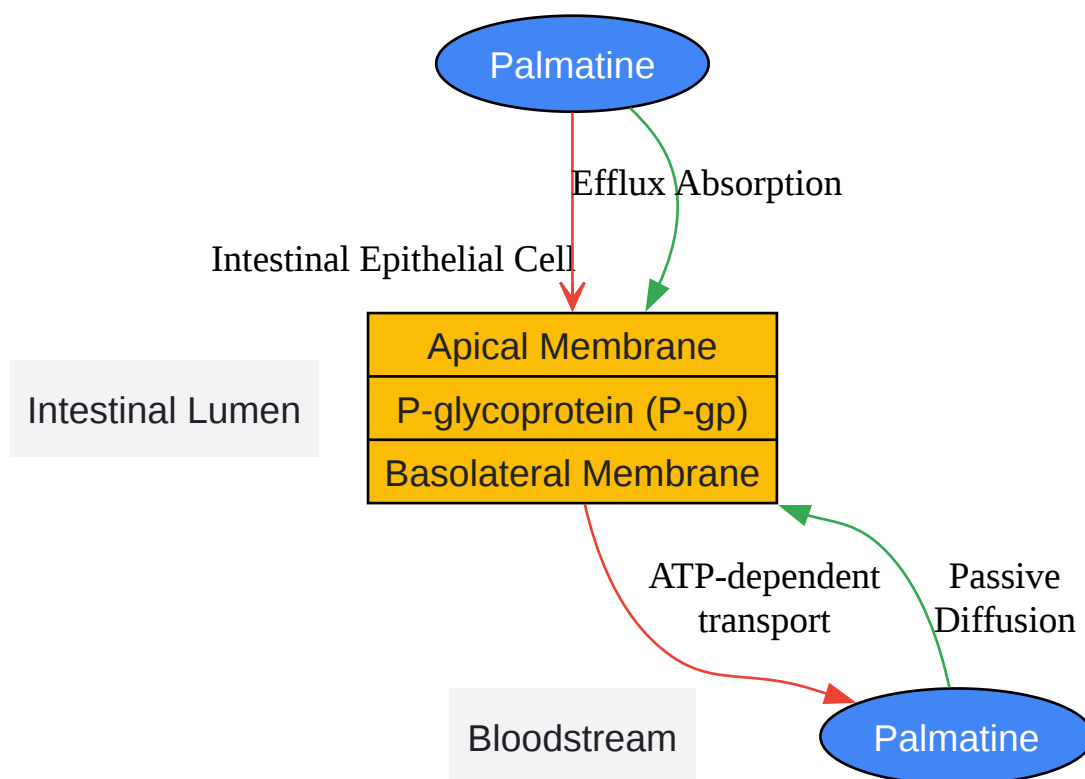 Palmatine
Efflux
Absorption
Intestinal Epithelial Cell
Apical Membrane
P-glycoprotein (P-gp)
Basolateral Membrane
Intestinal Lumen
ATP-dependent
transport
Passive
Diffusion
Bloodstream
Palmatine